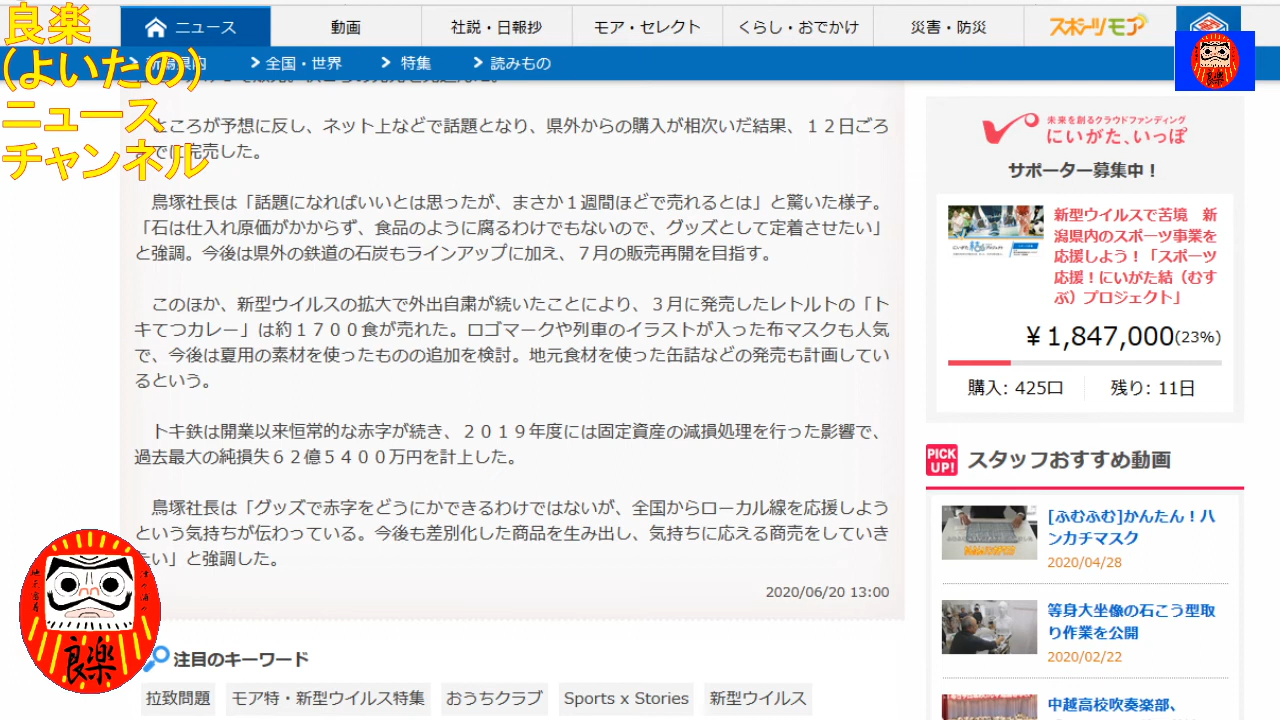 良楽
(よいたの)
ニュース
チャンネル
ニュース
動画
社説・日報抄
モア・セレクト
くらし・おでかけ
災害・防災
スポーツモア
全国・世界
特集
読みもの
ところが予想に反し、ネット上などで話題となり、県外からの購入が相次いだ結果、１２日ごろ
でに完売した。
鳥塚社長は「話題になればいいとは思ったが、まさか１週間ほどで売れるとは」と驚いた様子。
「石は仕入れ原価がかからず、食品のように腐るわけでもないので、グッズとして定着させたい」
と強調。今後は県外の鉄道の石炭もラインアップに加え、７月の販売再開を目指す。
このほか、新型ウイルスの拡大で外出自粛が続いたことにより、３月に発売したレトルトの「ト
キてつカレー」は約１７００食が売れた。ロゴマークや列車のイラストが入った布マスクも人気
で、今後は夏用の素材を使ったものの追加を検討。地元食材を使った缶詰などの発売も計画してい
るという。
トキ鉄は開業以来恒常的な赤字が続き、２０１９年度には固定資産の減損処理を行った影響で、
過去最大の純損失６２億５４００万円を計上した。
鳥塚社長は「グッズで赤字をどうにかできるわけではないが、全国からローカル線を応援しよう
という気持ちが伝わっている。今後も差別化した商品を生み出し、気持ちに応える商売をしていき
たい」と強調した。
2020/06/20 13:00
注目のキーワード
拉致問題
モア特・新型ウイルス特集
おうちクラブ
Sports x Stories
新型ウイルス
未来を創るクラウドファンディング
にいがた、いっぽ
サポーター募集中！
新型ウイルスで苦境　新
潟県内のスポーツ事業を
応援しよう！「スポーツ
応援！にいがた結（むす
ぶ）プロジェクト」
￥1,847,000(23%)
購入: 425口
残り: 11日
PICK UP!
スタッフおすすめ動画
[ふむふむ]かんたん！ハ
ンカチマスク
2020/04/28
等身大坐像の石こう型取
り作業を公開
2020/02/22
中越高校吹奏楽部、
良楽